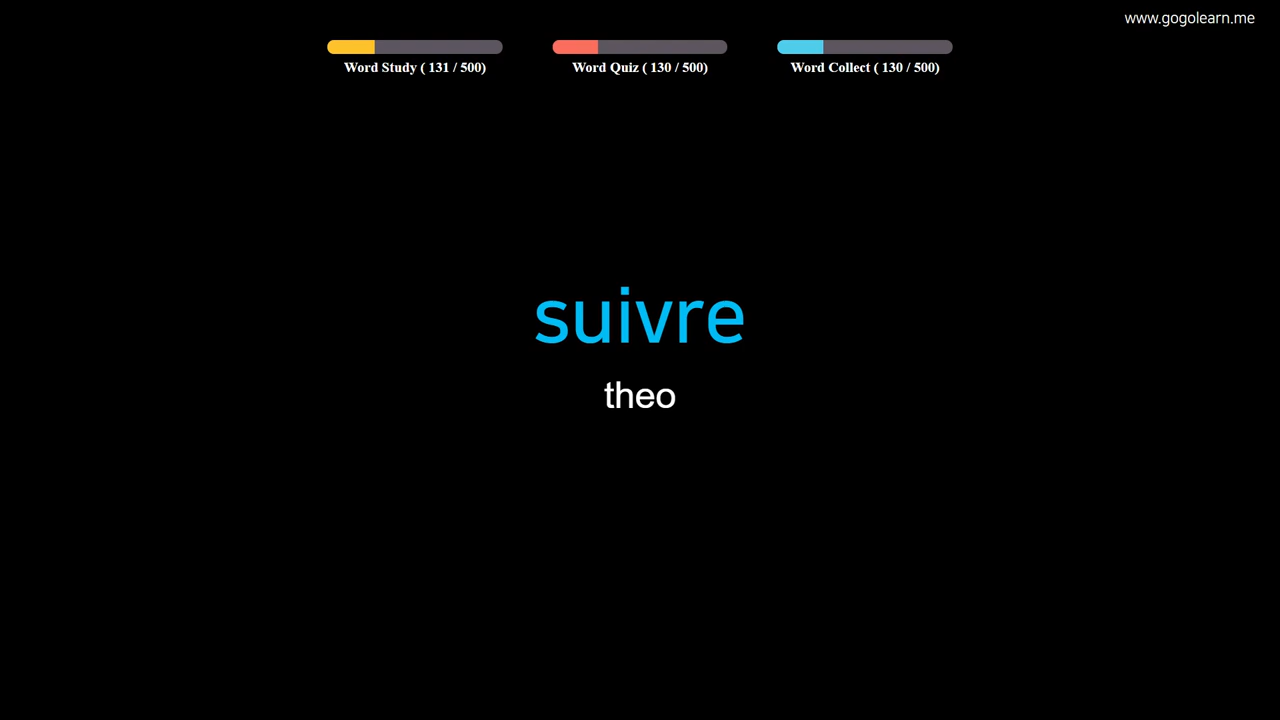 www.gogolearn.me
Word Study ( 131 / 500)
Word Quiz ( 130 / 500)
Word Collect ( 130 / 500)
suivre
theo